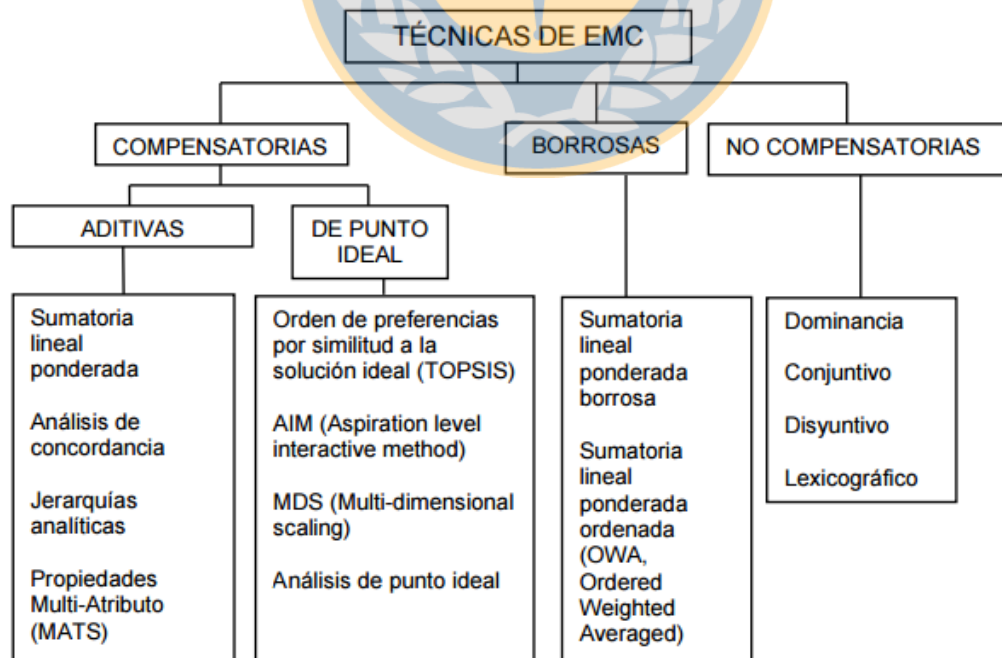 TÉCNICAS DE EMC
COMPENSATORIAS
BORROSAS
NO COMPENSATORIAS
ADITIVAS
DE PUNTO
IDEAL
Sumatoria
lineal
ponderada
Análisis de
concordancia
Jerarquías
analíticas
Propiedades
Multi-Atributo
(MATS)
Orden de preferencias
por similitud a la
solución ideal (TOPSIS)
AIM (Aspiration level
interactive method)
MDS (Multi-dimensional
scaling)
Análisis de punto ideal
Sumatoria
lineal
ponderada
borrosa
Sumatoria
lineal
ponderada
ordenada
(OWA,
Ordered
Weighted
Averaged)
Dominancia
Conjuntivo
Disyuntivo
Lexicográfico